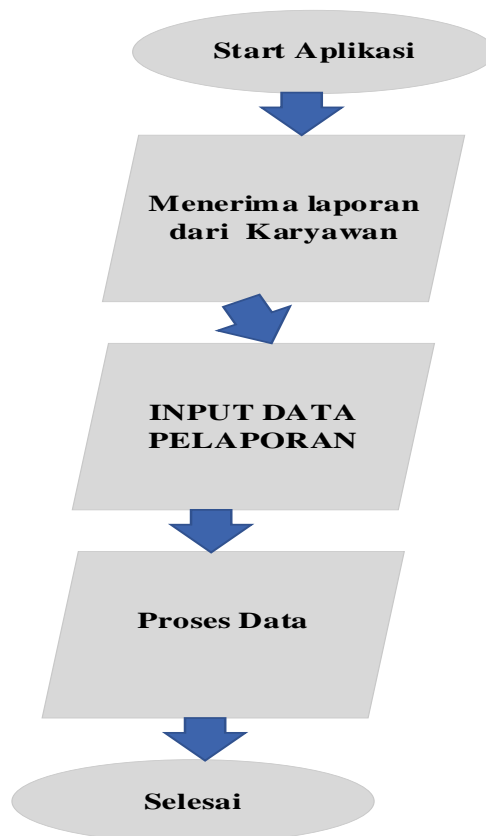 Start Aplikasi
Menerima laporan
dari Karyawan
INPUT DATA
PELAPORAN
Proses Data
Selesai